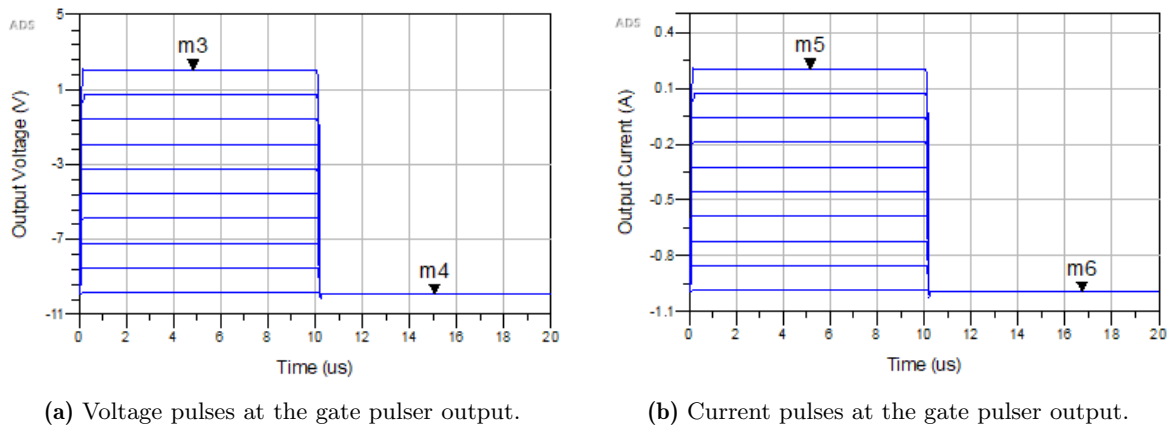 ADS
5
1
-3
-7
-11
Output Voltage (V)
m3
m4
0 2 4 6 8 10 12 14 16 18 20
Time (us)
(a) Voltage pulses at the gate pulser output.
ADS
0.4
0.1
-0.2
-0.5
-0.8
-1.1
Output Current (A)
m5
m6
0 2 4 6 8 10 12 14 16 18 20
Time (us)
(b) Current pulses at the gate pulser output.